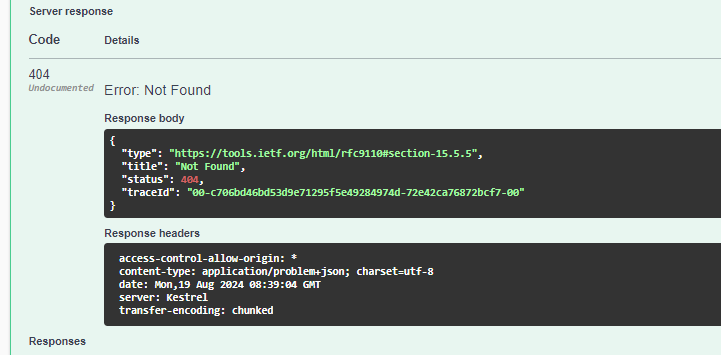 Server response
Code Details
404
Undocumented
Error: Not Found
Response body
{
  "type": "https://tools.ietf.org/html/rfc9110#section-15.5.5",
  "title": "Not Found",
  "status": 404,
  "traceId": "00-c706bd46bd53d9e71295f5e49284974d-72e42ca76872bcf7-00"
}
Response headers
access-control-allow-origin: *
content-type: application/problem+json; charset=utf-8
date: Mon,19 Aug 2024 08:39:04 GMT
server: Kestrel
transfer-encoding: chunked
Responses